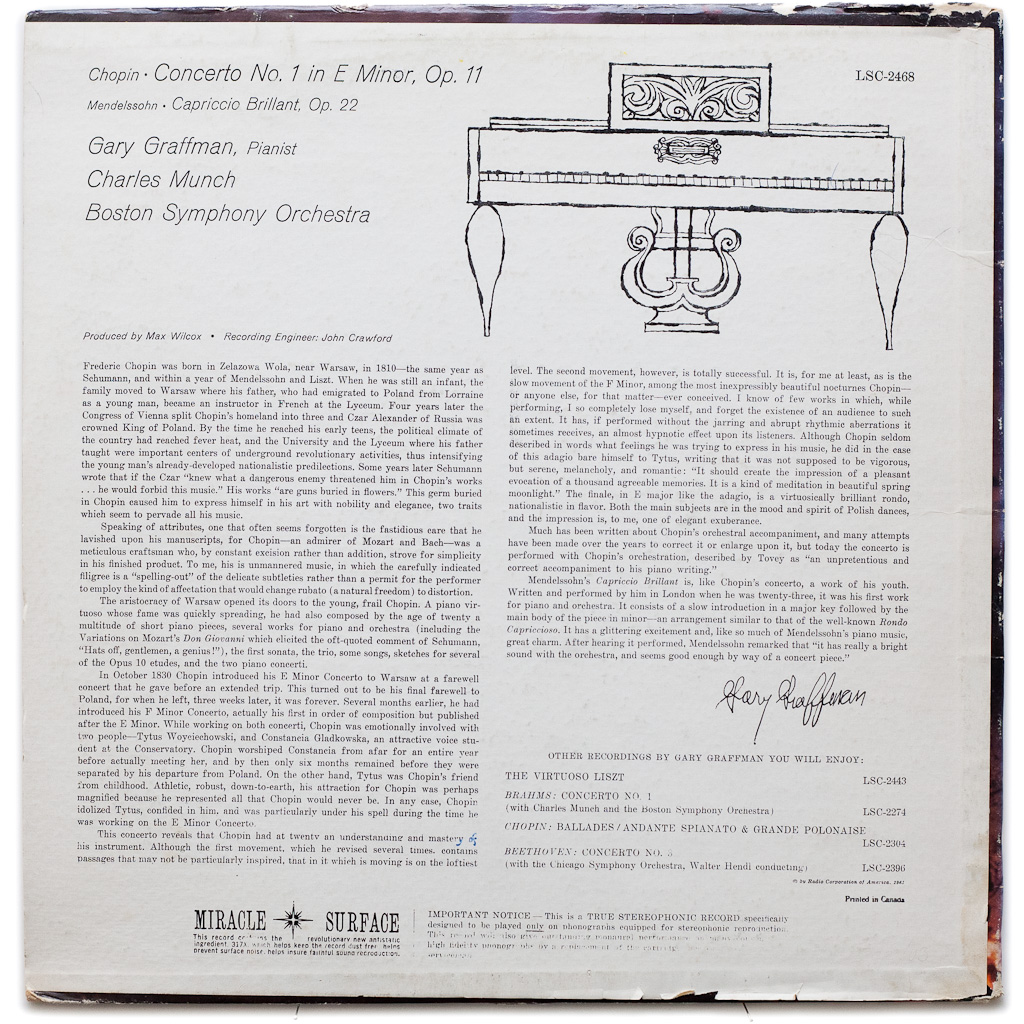 Chopin • Concerto No. 1 in E Minor, Op. 11
Mendelssohn • Capriccio Brillant, Op. 22
Gary Graffman, Pianist
Charles Munch
Boston Symphony Orchestra
LSC-2468
Produced by Max Wilcox • Recording Engineer: John Crawford
Frederic Chopin was born in Zelazowa Wola, near Warsaw, in 1810—the same year as
Schumann, and within a year of Mendelssohn and Liszt. When he was still an infant, the
family moved to Warsaw where his father, who had emigrated to Poland from Lorraine
as a young man, became an instructor in French at the Lyceum. Four years later the
Congress of Vienna split Chopin's homeland into three and Czar Alexander of Russia was
crowned King of Poland. By the time he reached his early teens, the political climate of
the country had reached fever heat, and the University and the Lyceum where his father
taught were important centers of underground revolutionary activities, thus intensifying
the young man's already-developed nationalistic predilections. Some years later Schumann
wrote that if the Czar "knew what a dangerous enemy threatened him in Chopin's works
. . . he would forbid this music." His works "are guns buried in flowers." This germ buried
in Chopin caused him to express himself in his art with nobility and elegance, two traits
which seem to pervade all his music.
Speaking of attributes, one that often seems forgotten is the fastidious care that he
lavished upon his manuscripts, for Chopin—an admirer of Mozart and Bach—was a
meticulous craftsman who, by constant excision rather than addition, strove for simplicity
in his finished product. To me, his is unmannered music, in which the carefully indicated
filigree is a "spelling-out" of the delicate subtleties rather than a permit for the performer
to employ the kind of affectation that would change rubato (a natural freedom) to distortion.
The aristocracy of Warsaw opened its doors to the young, frail Chopin. A piano vir-
tuoso whose fame was quickly spreading, he had also composed by the age of twenty a
multitude of short piano pieces, several works for piano and orchestra (including the
Variations on Mozart's Don Giovanni which elicited the oft-quoted comment of Schumann,
"Hats off, gentlemen, a genius!"), the first sonata, the trio, some songs, sketches for several
of the Opus 10 etudes, and the two piano concerti.
In October 1830 Chopin introduced his E Minor Concerto to Warsaw at a farewell
concert that he gave before an extended trip. This turned out to be his final farewell to
Poland, for when he left, three weeks later, it was forever. Several months earlier, he had
introduced his F Minor Concerto, actually his first in order of composition but published
after the E Minor. While working on both concerti, Chopin was emotionally involved with
two people—Tytus Woyciechowski, and Constancia Gladkowska, an attractive voice stu-
dent at the Conservatory. Chopin worshiped Constancia from afar for an entire year
before actually meeting her, and by then only six months remained before they were
separated by his departure from Poland. On the other hand, Tytus was Chopin's friend
from childhood. Athletic, robust, down-to-earth, his attraction for Chopin was perhaps
magnified because he represented all that Chopin would never be. In any case, Chopin
idolized Tytus, confided in him, and was particularly under his spell during the time he
was working on the E Minor Concerto.
This concerto reveals that Chopin had at twenty an understanding and mastery of
his instrument. Although the first movement, which he revised several times, contains
passages that may not be particularly inspired, that in it which is moving is on the loftiest
level. The second movement, however, is totally successful. It is, for me at least, as is the
slow movement of the F Minor, among the most inexpressibly beautiful nocturnes Chopin—
or anyone else, for that matter—ever conceived. I know of few works in which, while
performing, I so completely lose myself, and forget the existence of an audience to such
an extent. It has, if performed without the jarring and abrupt rhythmic aberrations it
sometimes receives, an almost hypnotic effect upon its listeners. Although Chopin seldom
described in words what feelings he was trying to express in his music, he did in the case
of this adagio bare himself to Tytus, writing that it was not supposed to be vigorous,
but serene, melancholy, and romantic: "It should create the impression of a pleasant
evocation of a thousand agreeable memories. It is a kind of meditation in beautiful spring
moonlight." The finale, in E major like the adagio, is a virtuosically brilliant rondo,
nationalistic in flavor. Both the main subjects are in the mood and spirit of Polish dances,
and the impression is, to me, one of elegant exuberance.
Much has been written about Chopin's orchestral accompaniment, and many attempts
have been made over the years to correct it or enlarge upon it, but today the concerto is
performed with Chopin's orchestration, described by Tovey as "an unpretentious and
correct accompaniment to his piano writing."
Mendelssohn's Capriccio Brillant is, like Chopin's concerto, a work of his youth.
Written and performed by him in London when he was twenty-three, it was his first work
for piano and orchestra. It consists of a slow introduction in a major key followed by the
main body of the piece in minor—an arrangement similar to that of the well-known Rondo
Capriccioso. It has a glittering excitement and, like so much of Mendelssohn's piano music,
great charm. After hearing it performed, Mendelssohn remarked that "it has really a bright
sound with the orchestra, and seems good enough by way of a concert piece."
Gary Graffman
OTHER RECORDINGS BY GARY GRAFFMAN YOU WILL ENJOY:
THE VIRTUOSO LISZT LSC-2443
BRAHMS: CONCERTO NO. 1
(with Charles Munch and the Boston Symphony Orchestra) LSC-2274
CHOPIN: BALLADES/ANDANTE SPIANATO & GRANDE POLONAISE
LSC-2304
BEETHOVEN: CONCERTO NO. 3
(with the Chicago Symphony Orchestra, Walter Hendl conducting) LSC-2396
© by Radio Corporation of America, 1961
Printed in Canada
MIRACLE SURFACE
This record contains the revolutionary new antistatic
ingredient, 317X, which helps keep the record dust free, helps
prevent surface noise, helps insure faithful sound reproduction.
IMPORTANT NOTICE—This is a TRUE STEREOPHONIC RECORD specifically
designed to be played only on phonographs equipped for stereophonic reproduction.
This record will also give outstanding monaural performance
high fidelity phonographs by a replacement of the cartridge